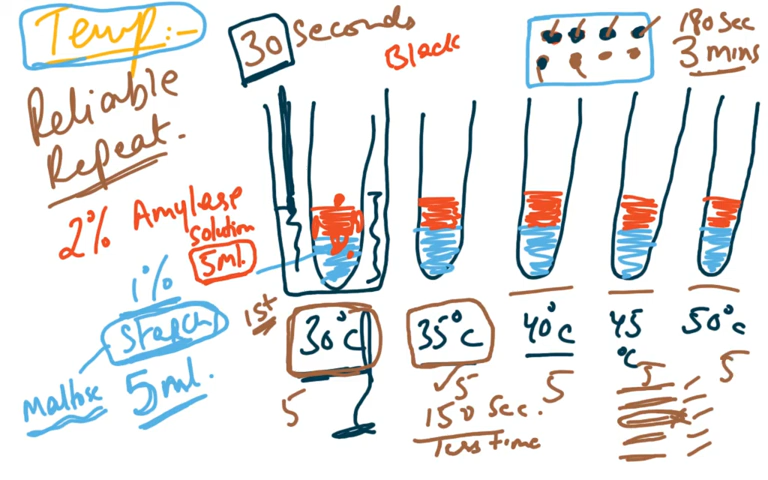 Temp:-
Reliable
Repeat.
30 Seconds
Black
180 Sec
3 mins
2% Amylase
Solution
5ml.
1%
Starch
5ml.
Maltose
1st
30°C
35°C
40°C
45
°C
50°C
5
5
5
5
5
150 Sec.
less time